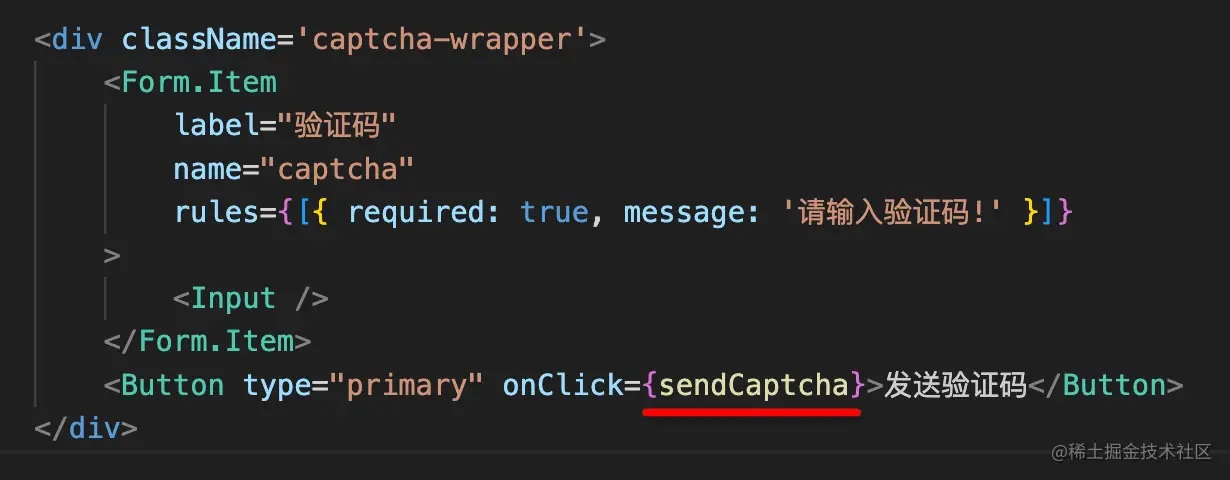 <div className='captcha-wrapper'>
<Form.Item
label="验证码"
name="captcha"
rules={[{ required: true, message: '请输入验证码!' }]}
>
<Input />
</Form.Item>
<Button type="primary" onClick={sendCaptcha}>发送验证码</Button>
</div>
@稀土掘金技术社区